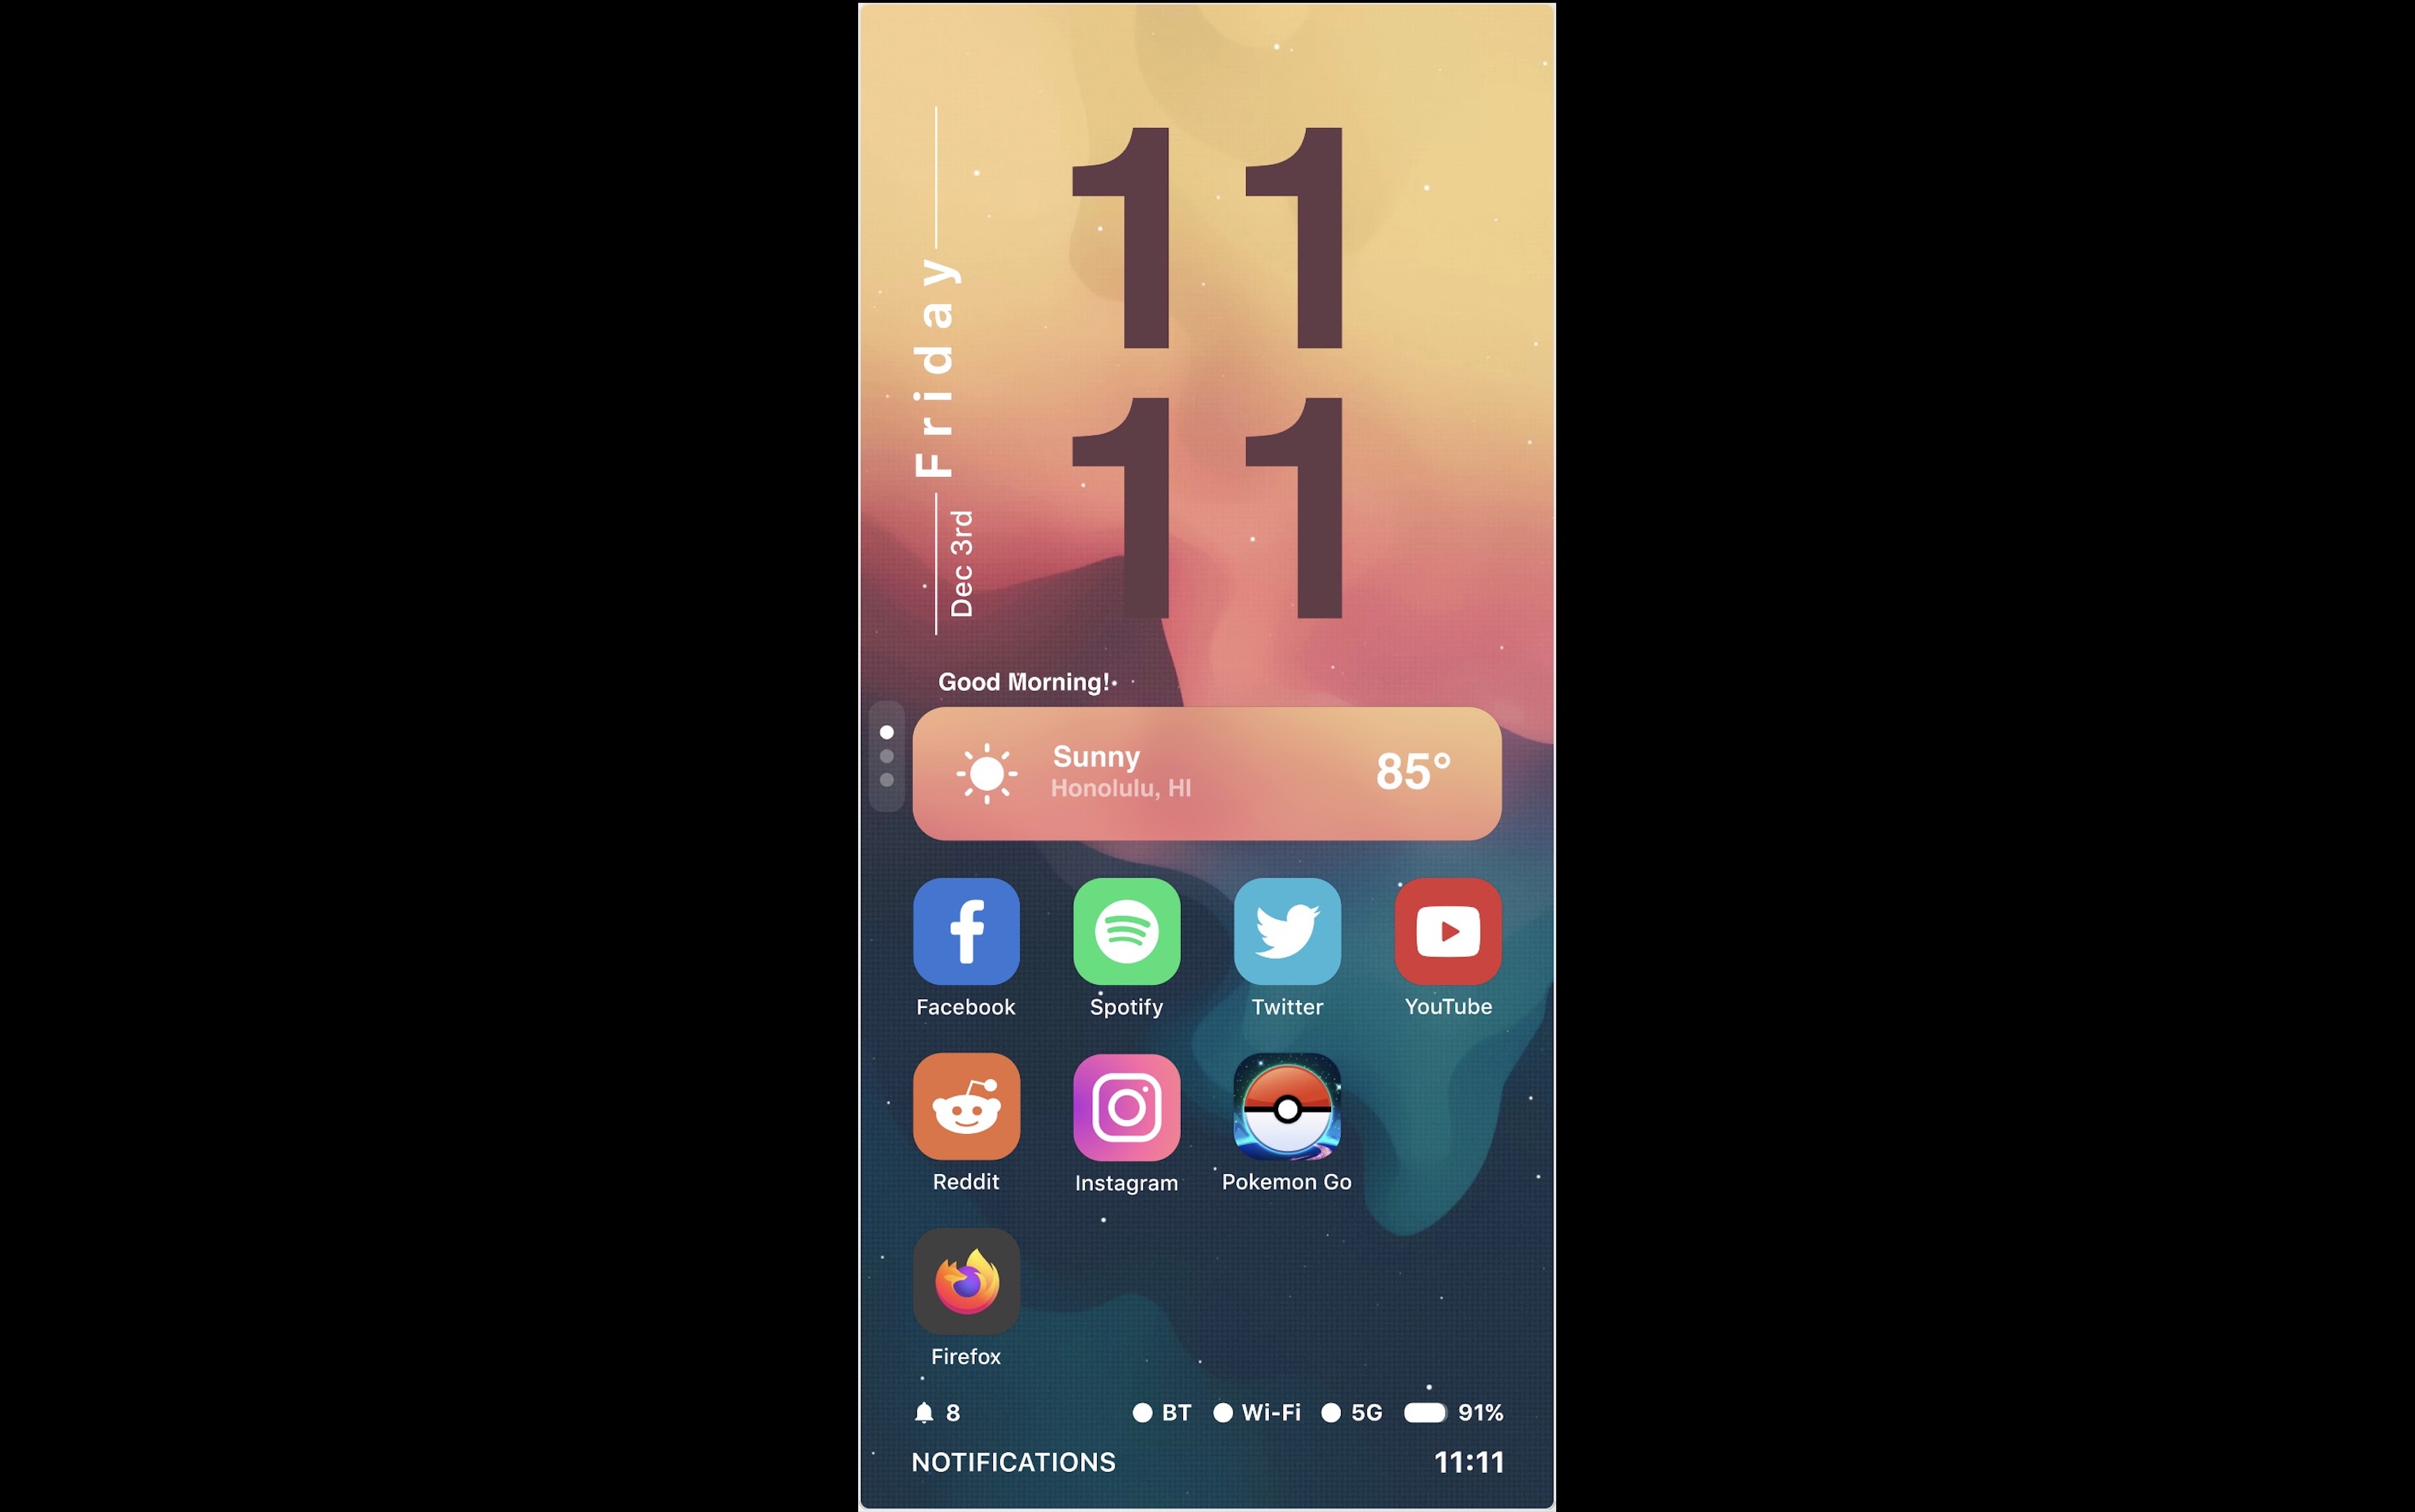 11
11
Friday
Dec 3rd
Good Morning!
Sunny
Honolulu, HI
85°
Facebook
Spotify
Twitter
YouTube
Reddit
Instagram
Pokemon Go
Firefox
8
BT
Wi-Fi
5G
91%
NOTIFICATIONS
11:11